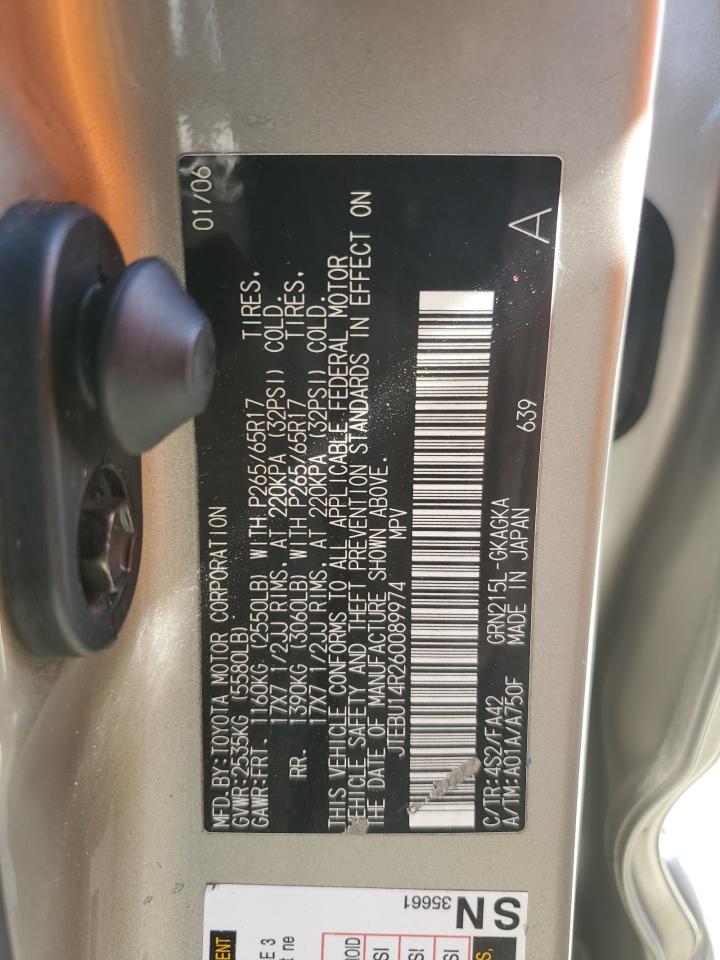 MFD. BY: TOYOTA MOTOR CORPORATION 01/06
GVWR: 2535KG (5580LB)
GAWR: FRT. 1160KG (2550LB) WITH P265/65R17 TIRES,
17X7 1/2JJ RIMS, AT 220KPA (32PSI) COLD.
RR. 1390KG (3060LB) WITH P265/65R17 TIRES,
17X7 1/2JJ RIMS, AT 220KPA (32PSI) COLD.
THIS VEHICLE CONFORMS TO ALL APPLICABLE FEDERAL MOTOR
VEHICLE SAFETY AND THEFT PREVENTION STANDARDS IN EFFECT ON
THE DATE OF MANUFACTURE SHOWN ABOVE.
JTEBU14R260089974 MPV
C/TR: 4S2/FA42 GRN215L-GKAGKA 639 A
A/TM: A01A/A750F MADE IN JAPAN
SN
35661
E 3
ENT